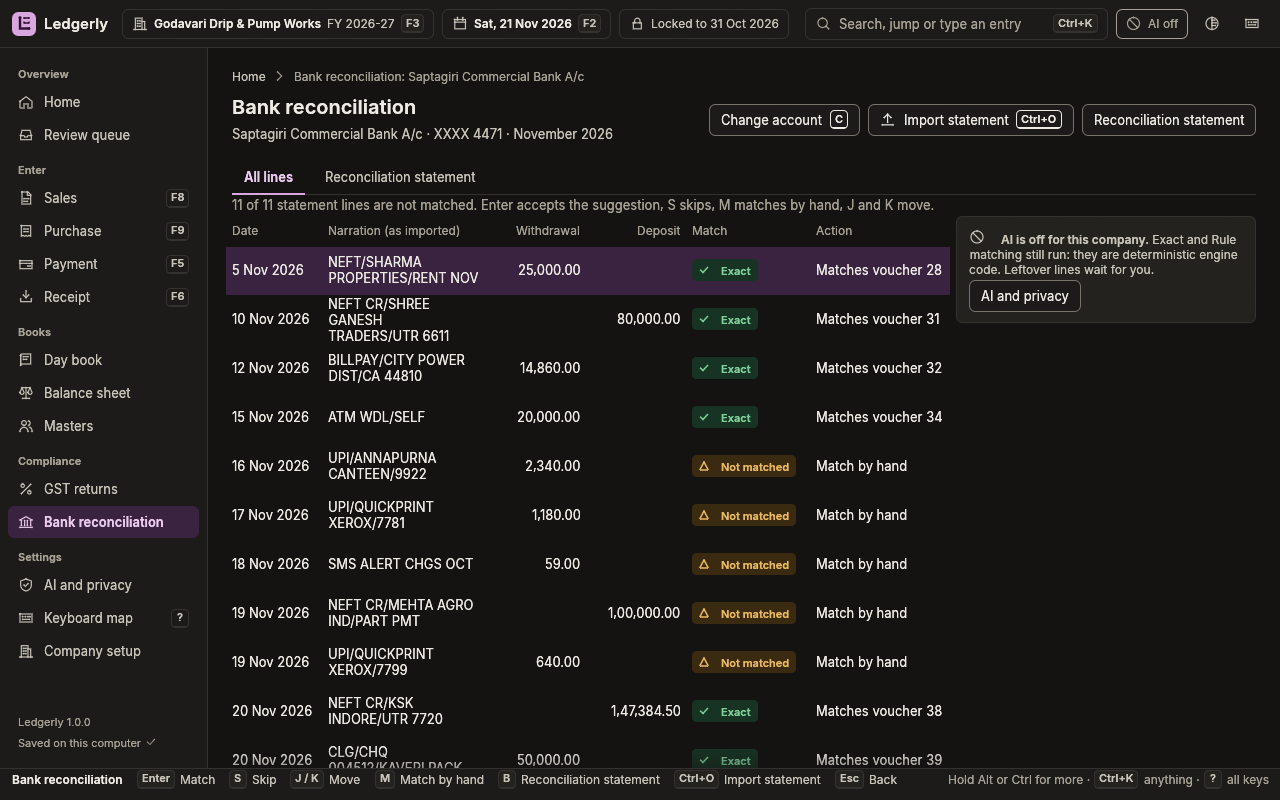 Ledgerly
Godavari Drip & Pump Works FY 2026-27 F3
Sat, 21 Nov 2026 F2
Locked to 31 Oct 2026
Search, jump or type an entry Ctrl+K
AI off
Overview
Home
Review queue
Enter
Sales F8
Purchase F9
Payment F5
Receipt F6
Books
Day book
Balance sheet
Masters
Compliance
GST returns
Bank reconciliation
Settings
AI and privacy
Keyboard map ?
Company setup
Ledgerly 1.0.0
Saved on this computer
Home Bank reconciliation: Saptagiri Commercial Bank A/c
Bank reconciliation
Saptagiri Commercial Bank A/c · XXXX 4471 · November 2026
Change account C
Import statement Ctrl+O
Reconciliation statement
All lines Reconciliation statement
11 of 11 statement lines are not matched. Enter accepts the suggestion, S skips, M matches by hand, J and K move.
Date Narration (as imported) Withdrawal Deposit Match Action
5 Nov 2026 NEFT/SHARMA PROPERTIES/RENT NOV 25,000.00 Exact Matches voucher 28
10 Nov 2026 NEFT CR/SHREE GANESH TRADERS/UTR 6611 80,000.00 Exact Matches voucher 31
12 Nov 2026 BILLPAY/CITY POWER DIST/CA 44810 14,860.00 Exact Matches voucher 32
15 Nov 2026 ATM WDL/SELF 20,000.00 Exact Matches voucher 34
16 Nov 2026 UPI/ANNAPURNA CANTEEN/9922 2,340.00 Not matched Match by hand
17 Nov 2026 UPI/QUICKPRINT XEROX/7781 1,180.00 Not matched Match by hand
18 Nov 2026 SMS ALERT CHGS OCT 59.00 Not matched Match by hand
19 Nov 2026 NEFT CR/MEHTA AGRO IND/PART PMT 1,00,000.00 Not matched Match by hand
19 Nov 2026 UPI/QUICKPRINT XEROX/7799 640.00 Not matched Match by hand
20 Nov 2026 NEFT CR/KSK INDORE/UTR 7720 1,47,384.50 Exact Matches voucher 38
20 Nov 2026 CLG/CHQ 50,000.00 Exact Matches voucher 39
AI is off for this company. Exact and Rule
matching still run: they are deterministic engine
code. Leftover lines wait for you.
AI and privacy
Bank reconciliation Enter Match S Skip J / K Move M Match by hand B Reconciliation statement Ctrl+O Import statement Esc Back Hold Alt or Ctrl for more · Ctrl+K anything · ? all keys